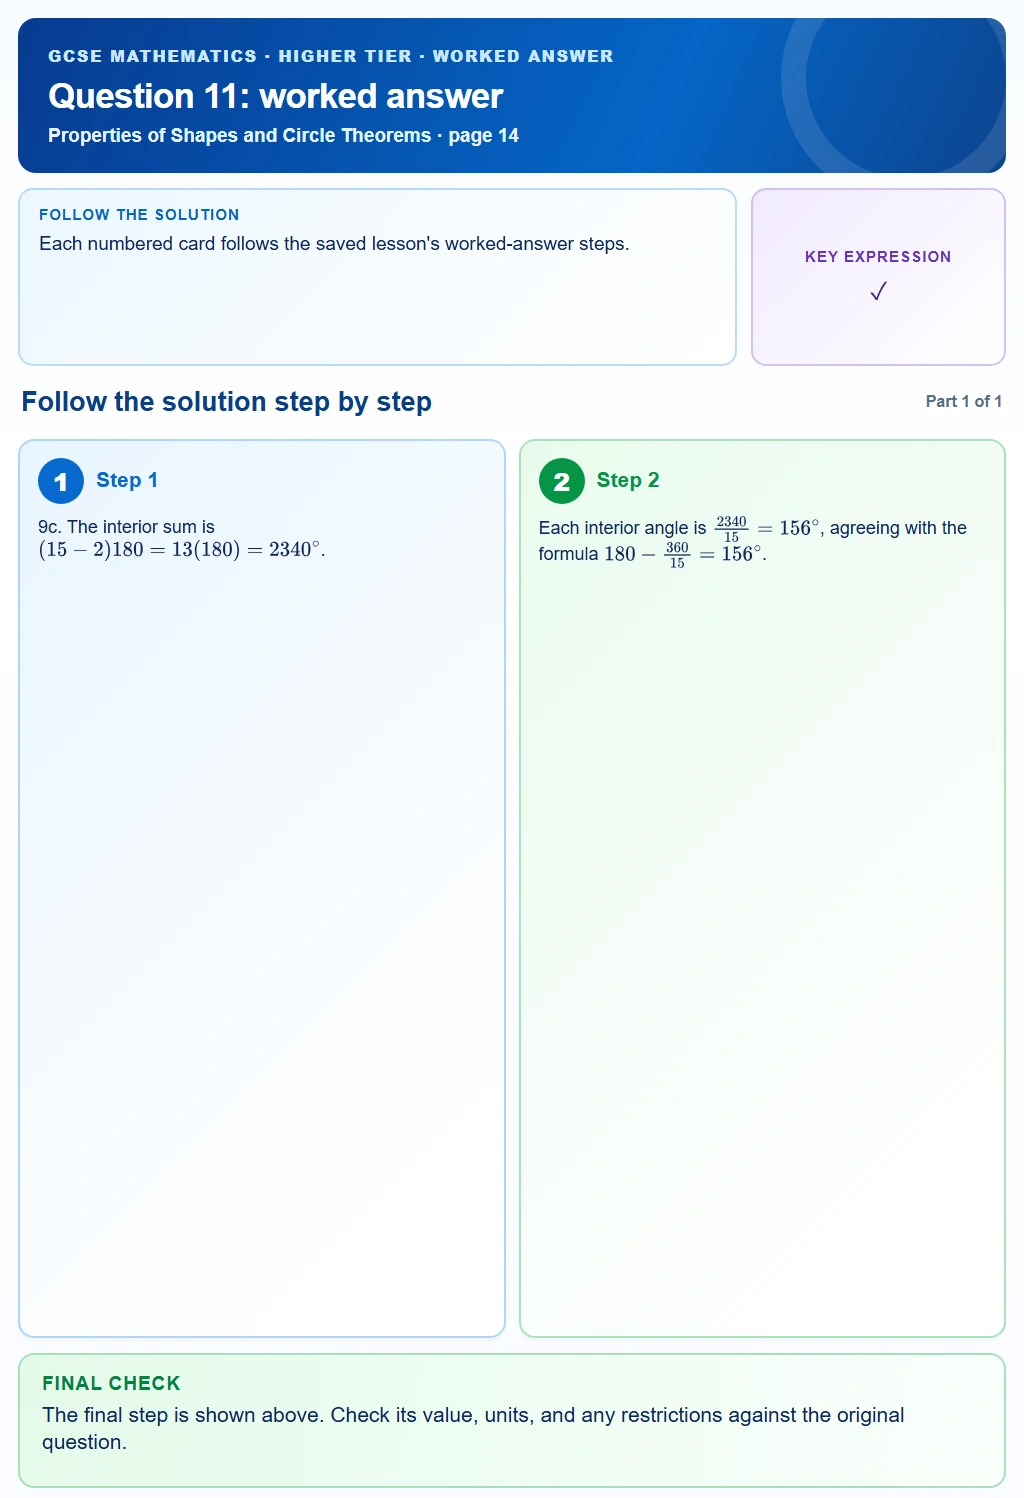 GCSE MATHEMATICS · HIGHER TIER · WORKED ANSWER
Question 11: worked answer
Properties of Shapes and Circle Theorems · page 14
FOLLOW THE SOLUTION
Each numbered card follows the saved lesson's worked-answer steps.
KEY EXPRESSION
✓
Follow the solution step by step
Part 1 of 1
1 Step 1
9c. The interior sum is
(15 − 2)180 = 13(180) = 2340°.
2 Step 2
Each interior angle is 2340/15 = 156°, agreeing with the
formula 180 − 360/15 = 156°.
FINAL CHECK
The final step is shown above. Check its value, units, and any restrictions against the original
question.